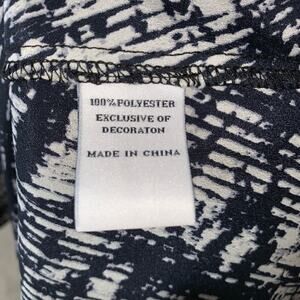 100%POLYESTER
EXCLUSIVE OF
DECORATON
MADE IN CHINA